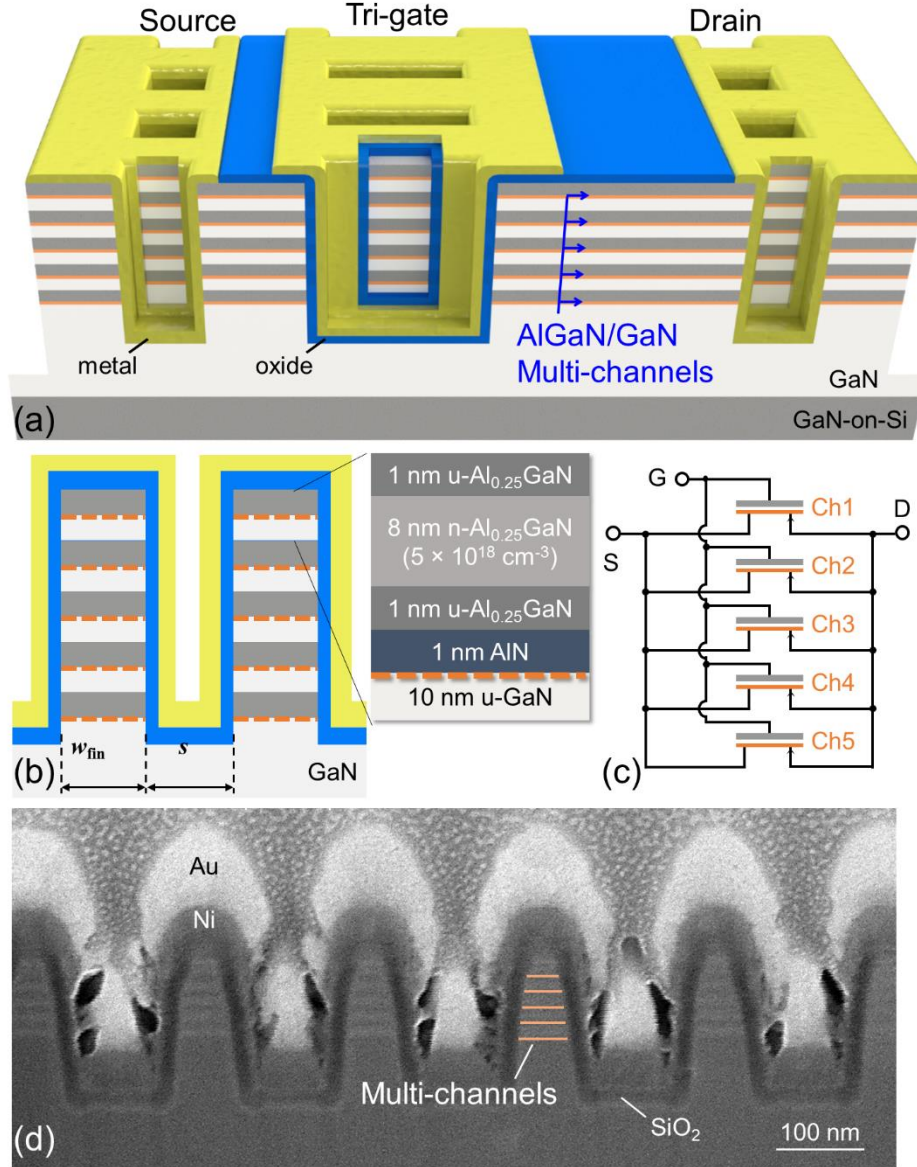 Source
Tri-gate
Drain
metal
oxide
AlGaN/GaN
Multi-channels
GaN
GaN-on-Si
(a)
1 nm u-Al0.25GaN
8 nm n-Al0.25GaN
(5 × 10^18 cm^-3)
1 nm u-Al0.25GaN
1 nm AlN
10 nm u-GaN
wfin
s
GaN
(b)
G
S
D
Ch1
Ch2
Ch3
Ch4
Ch5
(c)
Au
Ni
Multi-channels
SiO2
100 nm
(d)